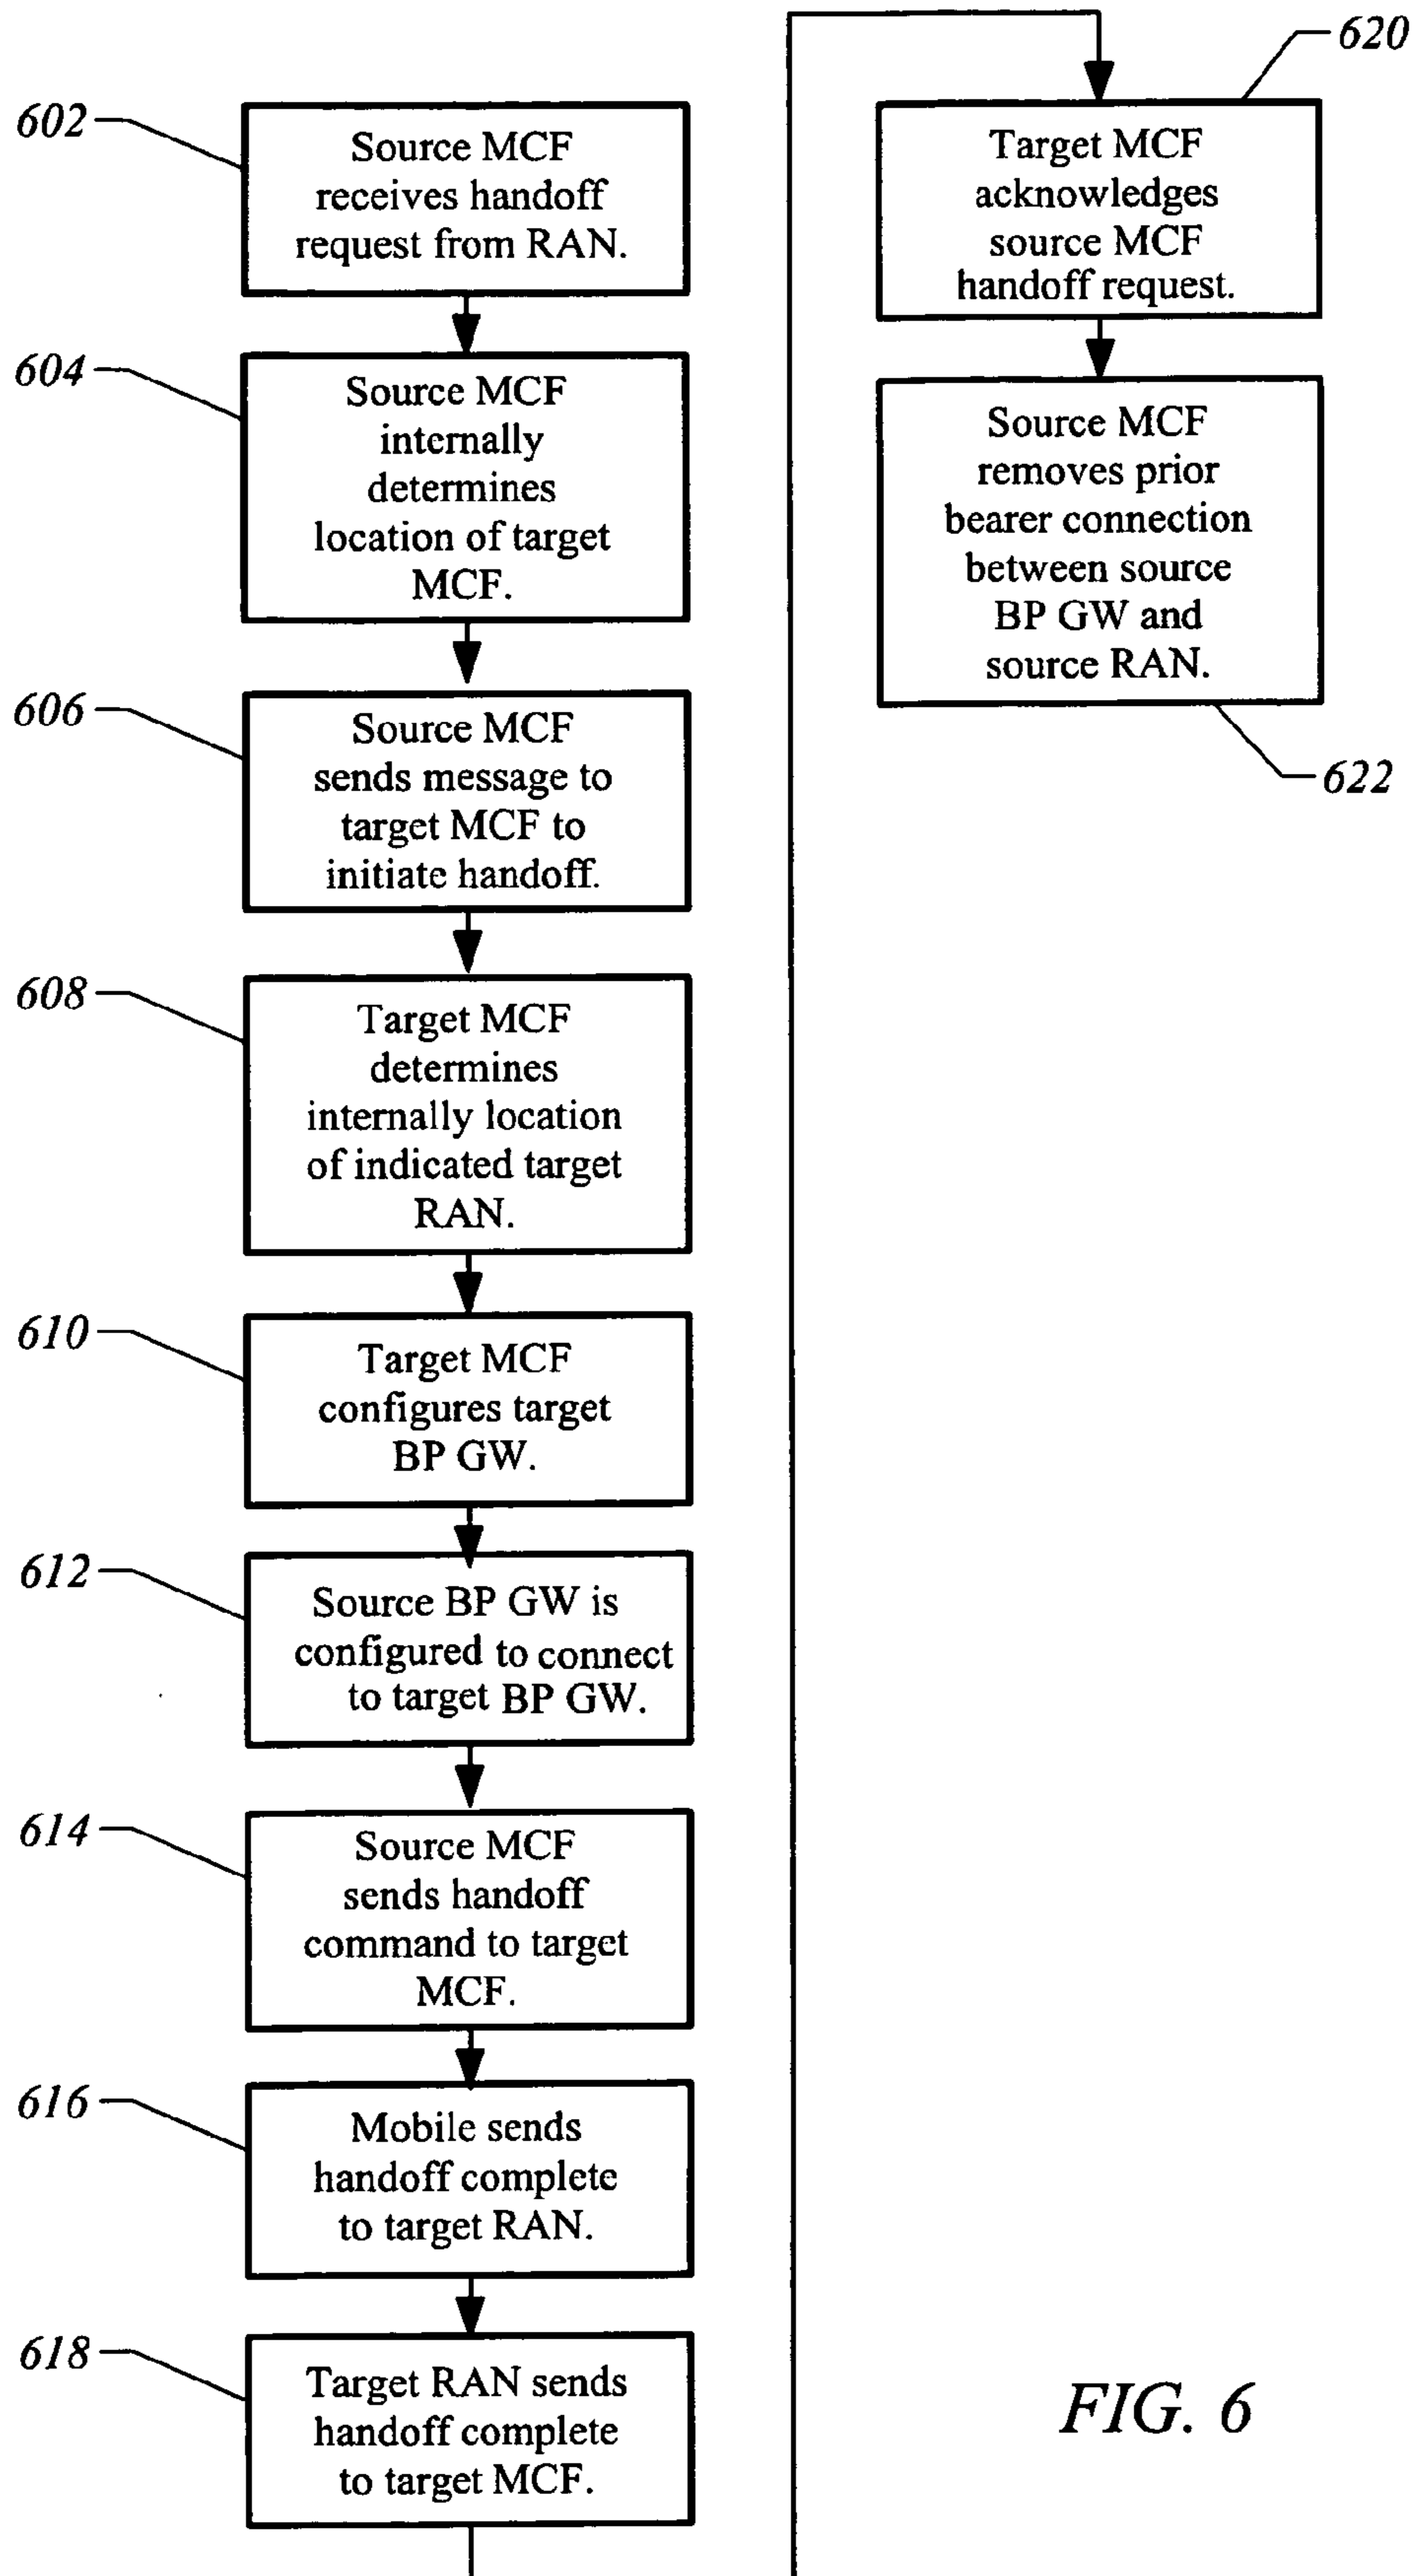 602
Source MCF
receives handoff
request from RAN.
604
Source MCF
internally
determines
location of target
MCF.
606
Source MCF
sends message to
target MCF to
initiate handoff.
608
Target MCF
determines
internally location
of indicated target
RAN.
610
Target MCF
configures target
BP GW.
612
Source BP GW is
configured to connect
to target BP GW.
614
Source MCF
sends handoff
command to target
MCF.
616
Mobile sends
handoff complete
to target RAN.
618
Target RAN sends
handoff complete
to target MCF.
620
Target MCF
acknowledges
source MCF
handoff request.
Source MCF
removes prior
bearer connection
between source
BP GW and
source RAN.
622
FIG. 6